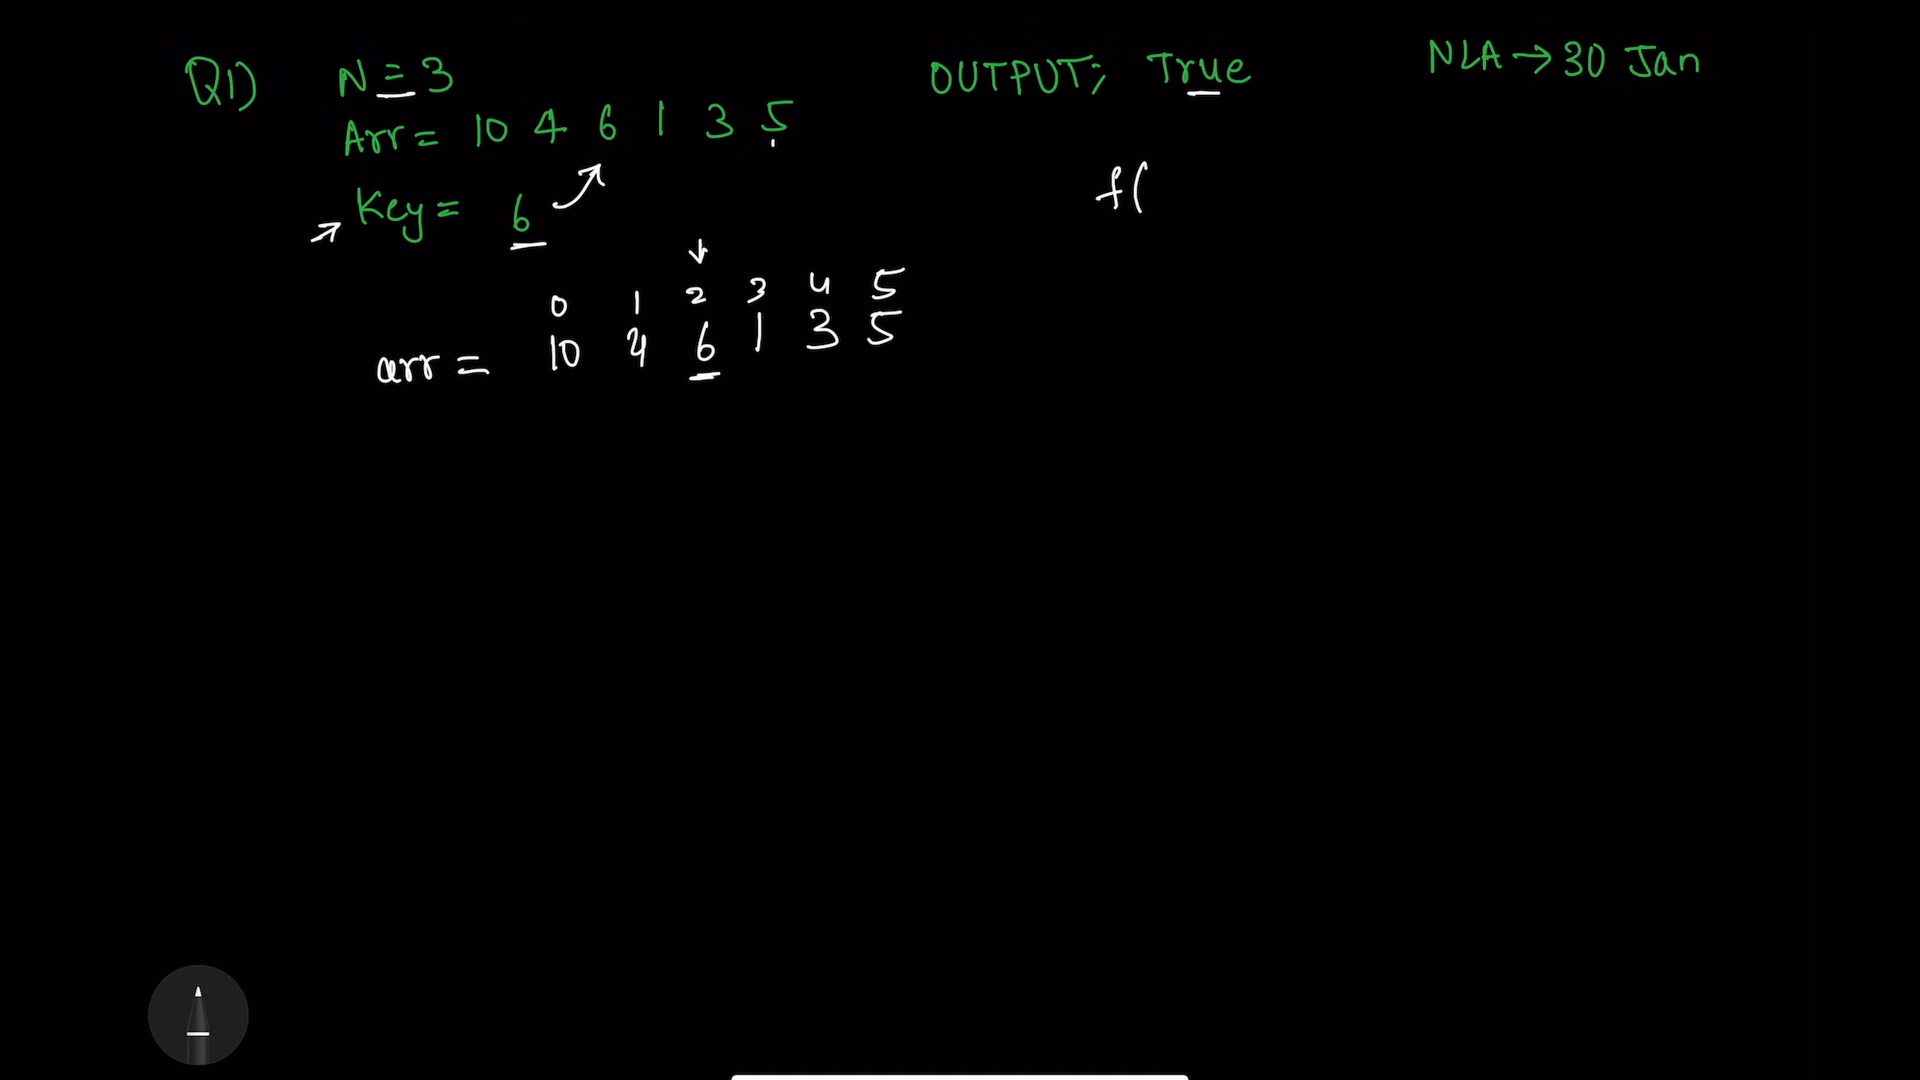 Q1) N = 3
OUTPUT; True
NLA → 30 Jan
Arr = 10 4 6 1 3 5
Key = 6
f(
0 1 2 3 4 5
arr = 10 4 6 1 3 5